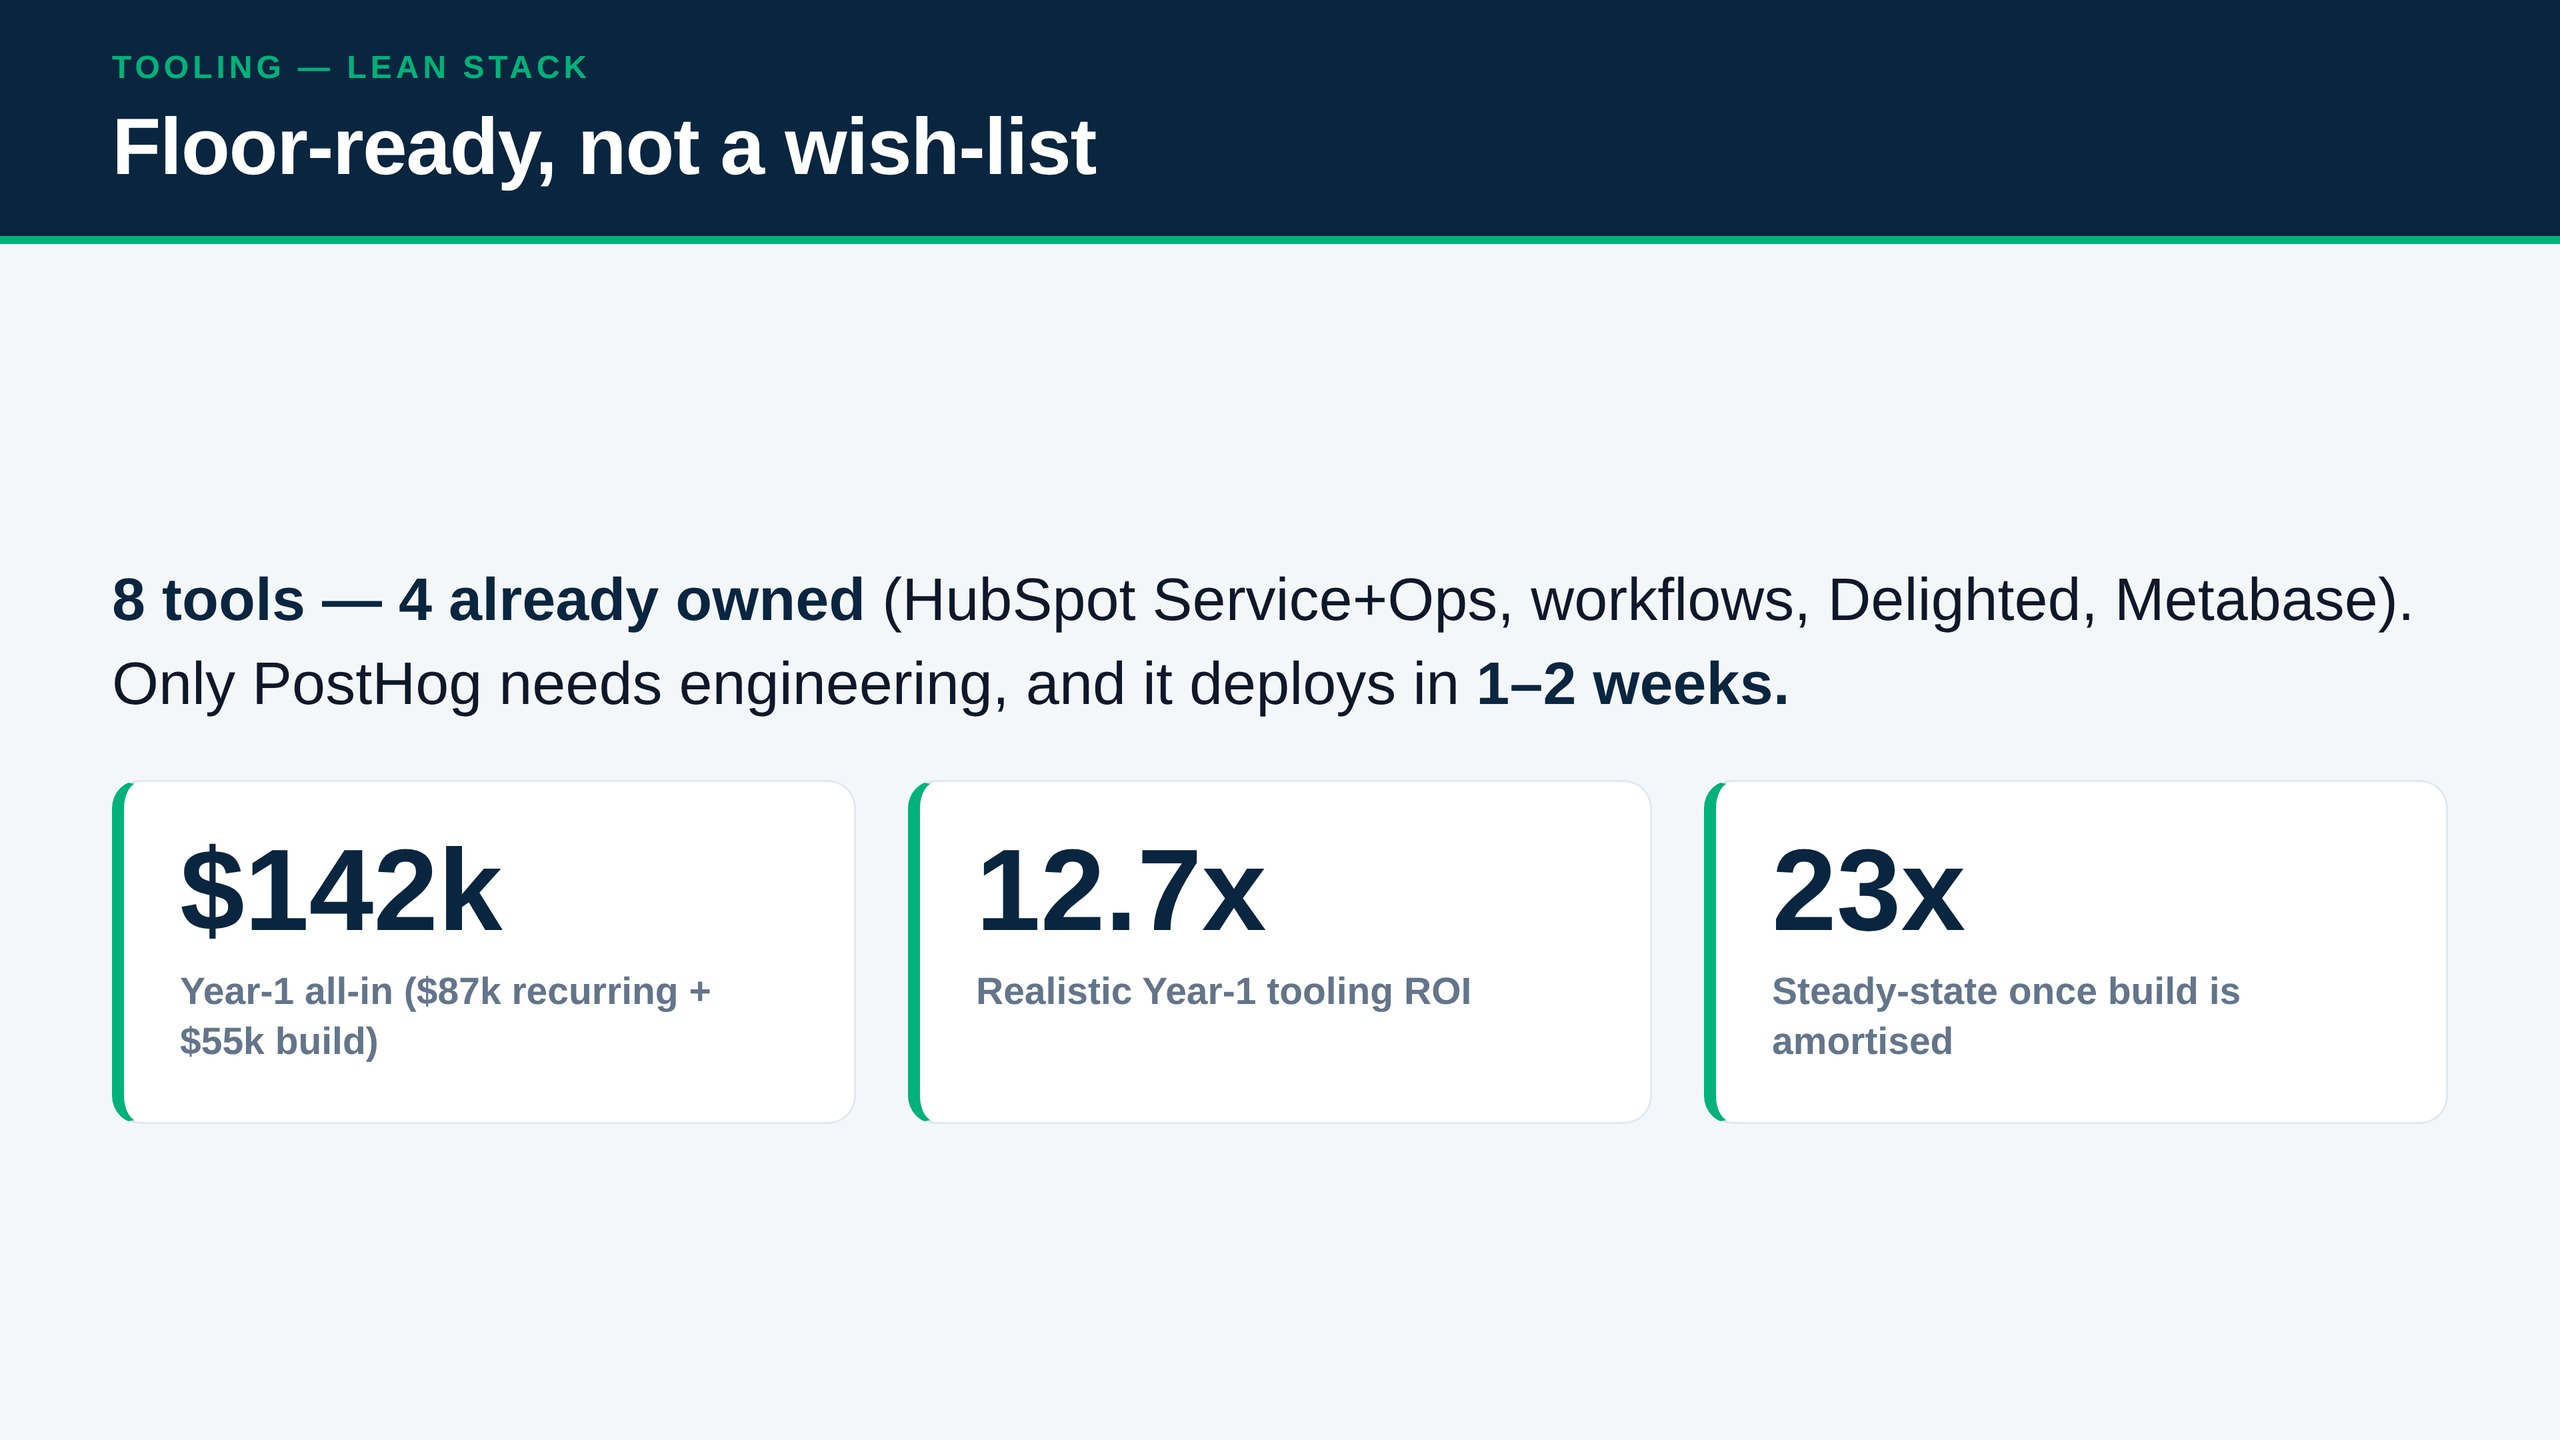 TOOLING — LEAN STACK
Floor-ready, not a wish-list
8 tools — 4 already owned (HubSpot Service+Ops, workflows, Delighted, Metabase).
Only PostHog needs engineering, and it deploys in 1–2 weeks.
$142k
Year-1 all-in ($87k recurring +
$55k build)
12.7x
Realistic Year-1 tooling ROI
23x
Steady-state once build is
amortised